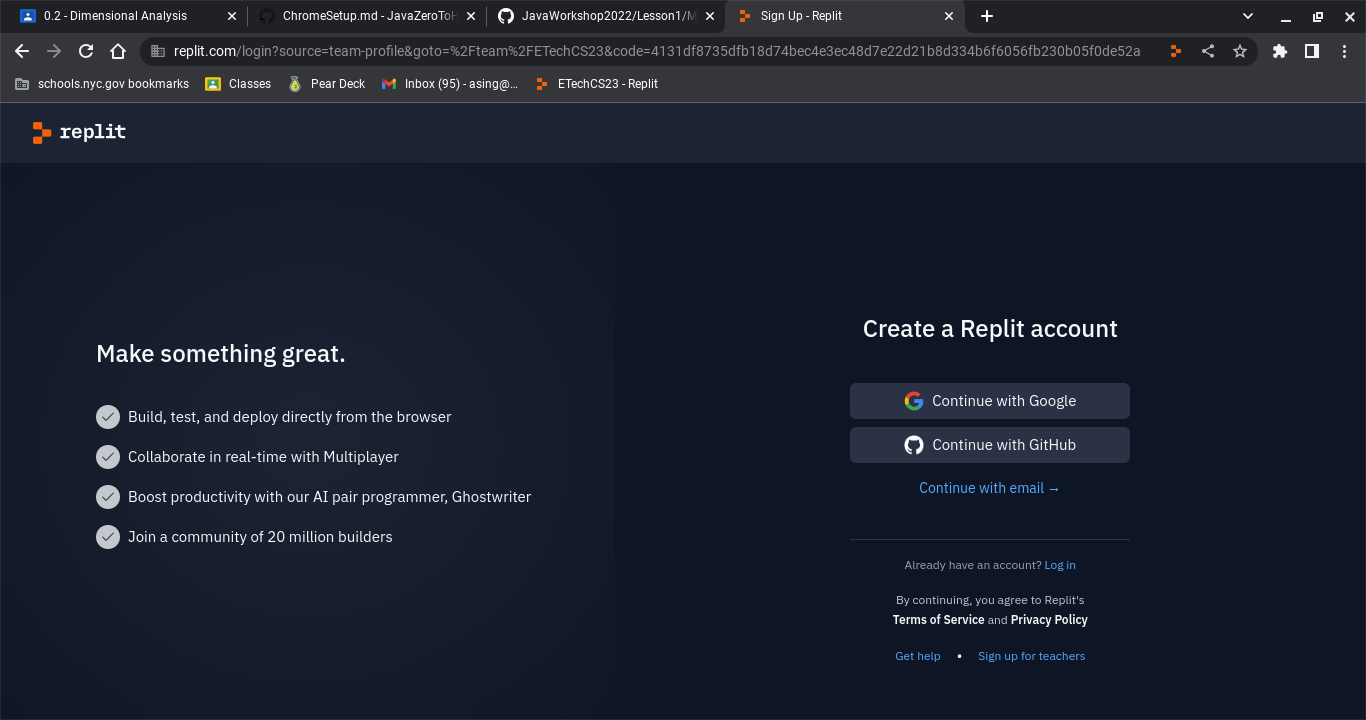 0.2 - Dimensional Analysis
ChromeSetup.md - JavaZeroToH
JavaWorkshop2022/Lesson1/M
Sign Up - Replit
replit.com/login?source=team-profile&goto=%2Fteam%2FETechCS23&code=4131df8735dfb18d74bec4e3ec48d7e22d21b8d334b6f6056fb230b05f0de52a
schools.nyc.gov bookmarks
Classes
Pear Deck
Inbox (95) - asing@...
ETechCS23 - Replit
replit
Make something great.
Build, test, and deploy directly from the browser
Collaborate in real-time with Multiplayer
Boost productivity with our AI pair programmer, Ghostwriter
Join a community of 20 million builders
Create a Replit account
Continue with Google
Continue with GitHub
Continue with email →
Already have an account? Log in
By continuing, you agree to Replit's
Terms of Service and Privacy Policy
Get help • Sign up for teachers